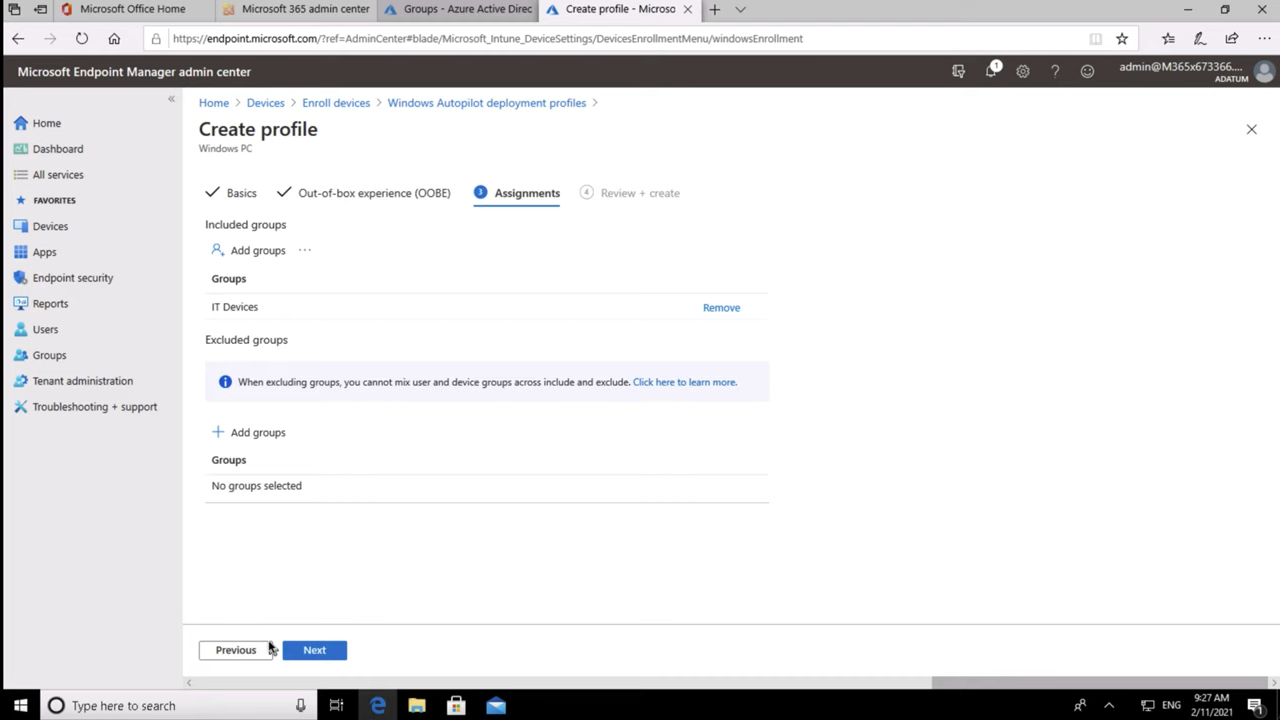 Microsoft Office Home
Microsoft 365 admin center
Groups - Azure Active Direc
Create profile - Microso
https://endpoint.microsoft.com/?ref=AdminCenter#blade/Microsoft_Intune_DeviceSettings/DevicesEnrollmentMenu/windowsEnrollment
Microsoft Endpoint Manager admin center
1
admin@M365x673366....
ADATUM
Home > Devices > Enroll devices > Windows Autopilot deployment profiles >
Create profile
Windows PC
Home
Dashboard
All services
FAVORITES
Devices
Apps
Endpoint security
Reports
Users
Groups
Tenant administration
Troubleshooting + support
Basics
Out-of-box experience (OOBE)
3 Assignments
4 Review + create
Included groups
Add groups ...
Groups
IT Devices Remove
Excluded groups
When excluding groups, you cannot mix user and device groups across include and exclude. Click here to learn more.
+ Add groups
Groups
No groups selected
Previous
Next
Type here to search
ENG
9:27 AM
2/11/2021
1